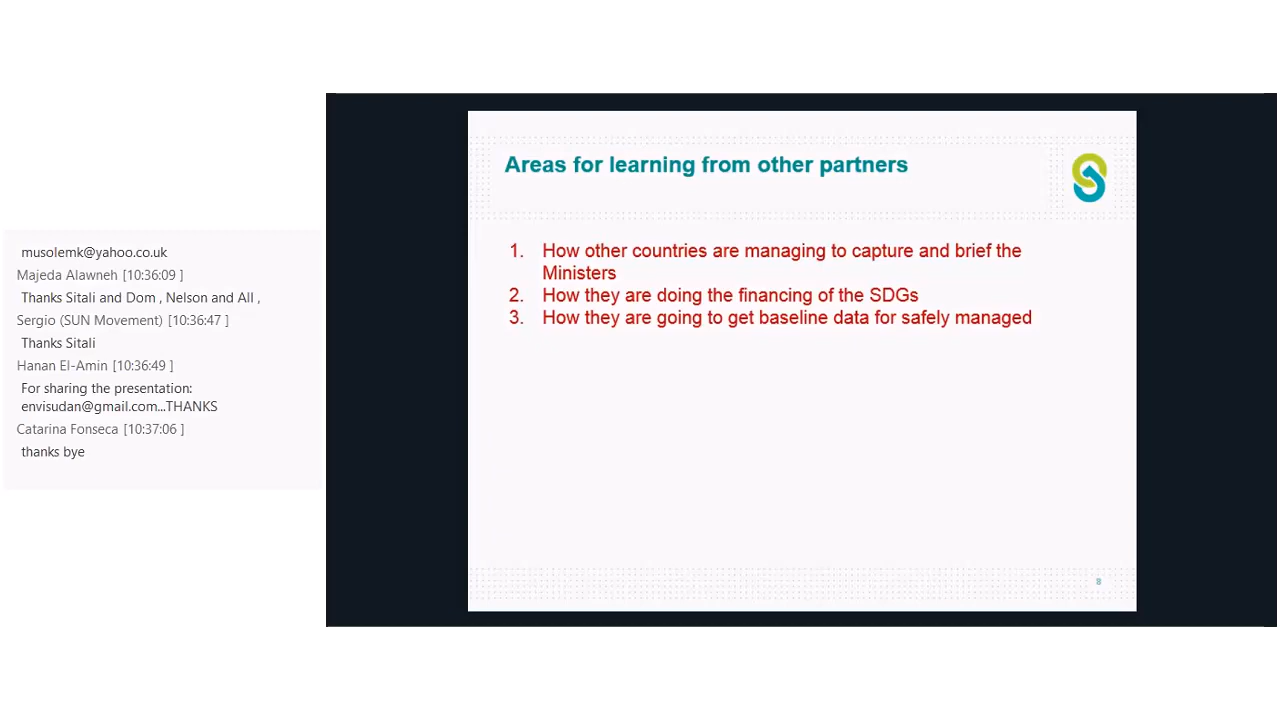 musolemk@yahoo.co.uk
Majeda Alawneh [10:36:09 ]
Thanks Sitali and Dom , Nelson and All ,
Sergio (SUN Movement) [10:36:47 ]
Thanks Sitali
Hanan El-Amin [10:36:49 ]
For sharing the presentation:
envisudan@gmail.com...THANKS
Catarina Fonseca [10:37:06 ]
thanks bye
Areas for learning from other partners
1. How other countries are managing to capture and brief the
Ministers
2. How they are doing the financing of the SDGs
3. How they are going to get baseline data for safely managed
8